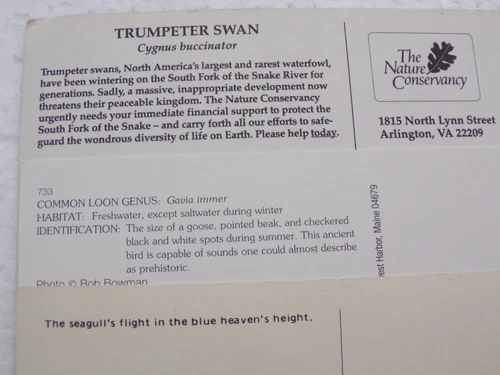 TRUMPETER SWAN
Cygnus buccinator
Trumpeter swans, North America's largest and rarest waterfowl,
have been wintering on the South Fork of the Snake River for
generations. Sadly, a massive, inappropriate development now
threatens their peaceable kingdom. The Nature Conservancy
urgently needs your immediate financial support to protect the
South Fork of the Snake – and carry forth all our efforts to safe-
guard the wondrous diversity of life on Earth. Please help today.
The
Nature
Conservancy
1815 North Lynn Street
Arlington, VA 22209
733
COMMON LOON GENUS: Gavia immer
HABITAT: Freshwater, except saltwater during winter
IDENTIFICATION: The size of a goose, pointed beak, and checkered
black and white spots during summer. This ancient
bird is capable of sounds one could almost describe
as prehistoric.
Photo © Bob Bowman
Harbor, Maine 04679
The seagull's flight in the blue heaven's height.